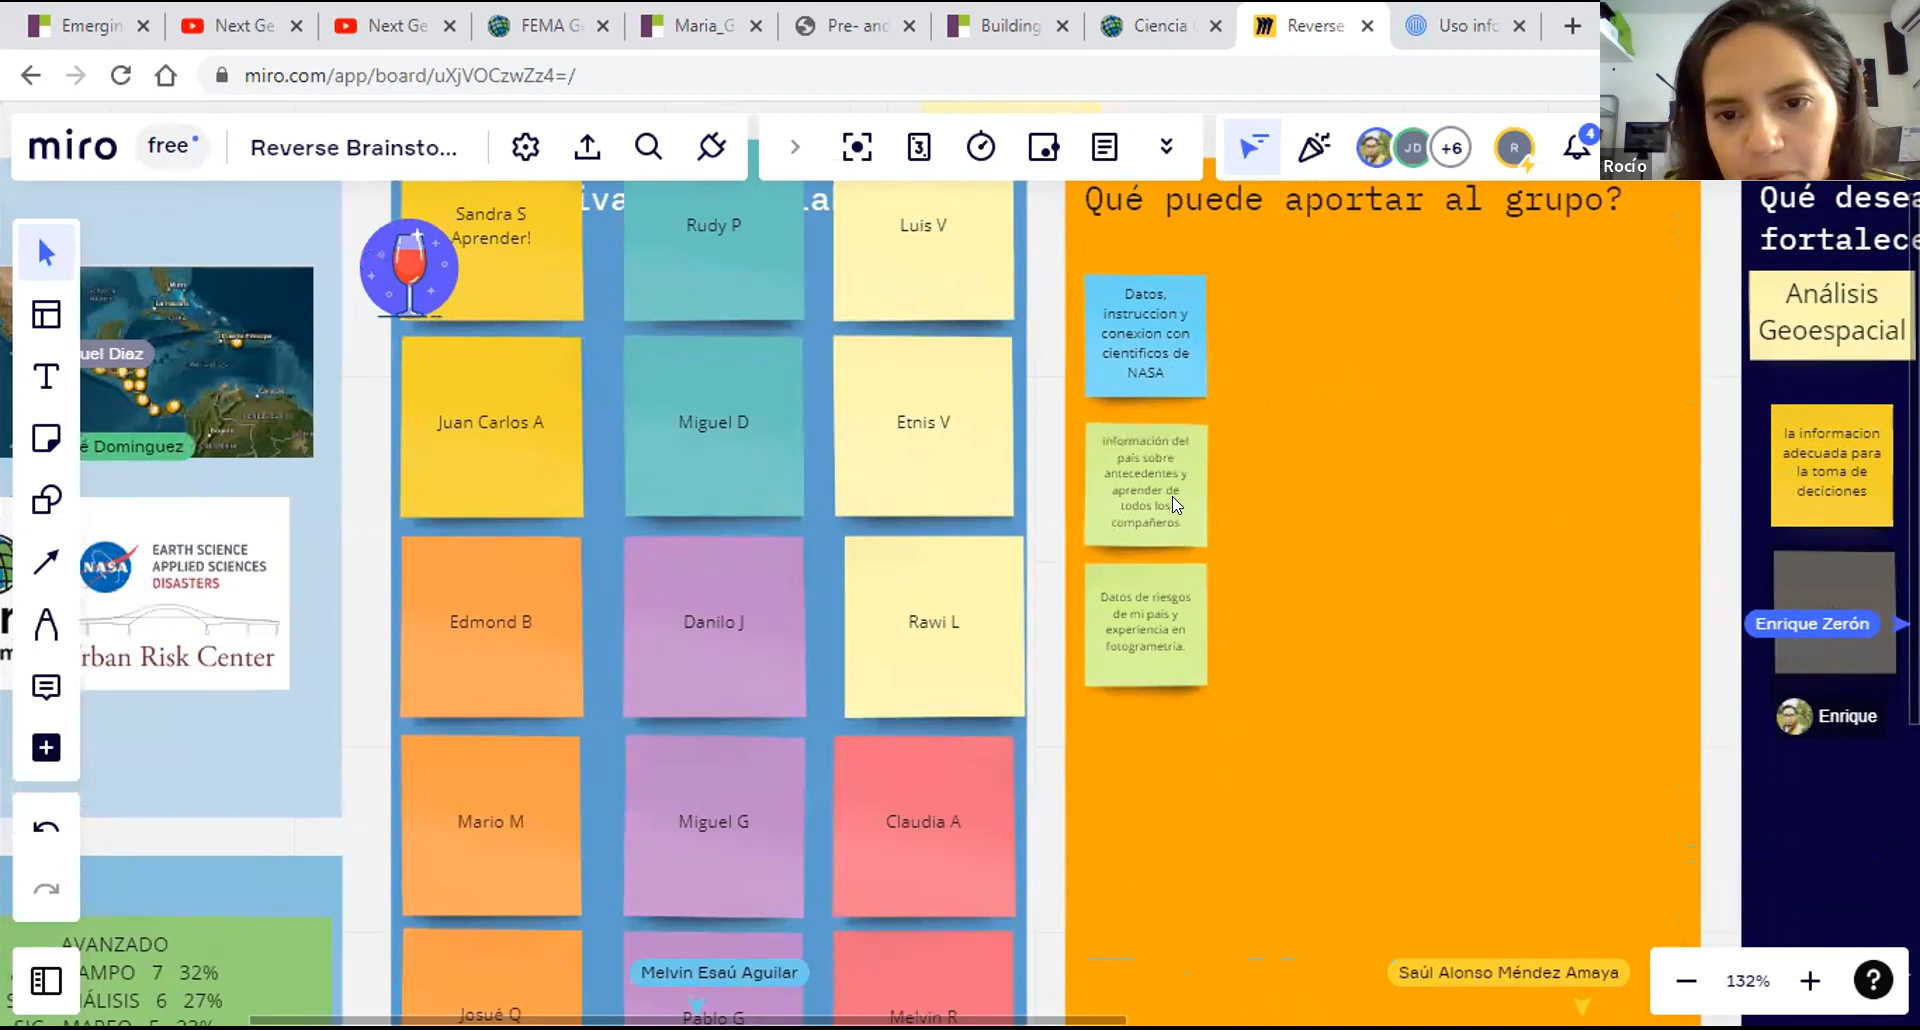 Emergin
Next Ge
Next Ge
FEMA G
Maria_G
Pre- and
Building
Ciencia
Reverse
Uso info
miro.com/app/board/uXjVOCzwZz4=/
Rocío
miro
free
Reverse Brainsto...
3
JD
+6
R
4
Sandra S
Aprender!
Rudy P
Luis V
Juan Carlos A
Miguel D
Etnis V
Edmond B
Danilo J
Rawi L
Mario M
Miguel G
Claudia A
Josué Q
Pablo G
Melvin R
Qué puede aportar al grupo?
Datos,
instruccion y
conexion con
cientificos de
NASA
información del
país sobre
antecedentes y
aprender de
todos los
compañeros
Datos de riesgos
de mi país y
experiencia en
fotogrametría.
Qué dese
fortalece
Análisis
Geoespacial
la informacion
adecuada para
la toma de
deciciones
Enrique Zerón
Enrique
uel Diaz
é Dominguez
NASA
EARTH SCIENCE
APPLIED SCIENCES
DISASTERS
rban Risk Center
AVANZADO
AMPO 7 32%
ÁLISIS 6 27%
Melvin Esaú Aguilar
Saúl Alonso Méndez Amaya
132%
?